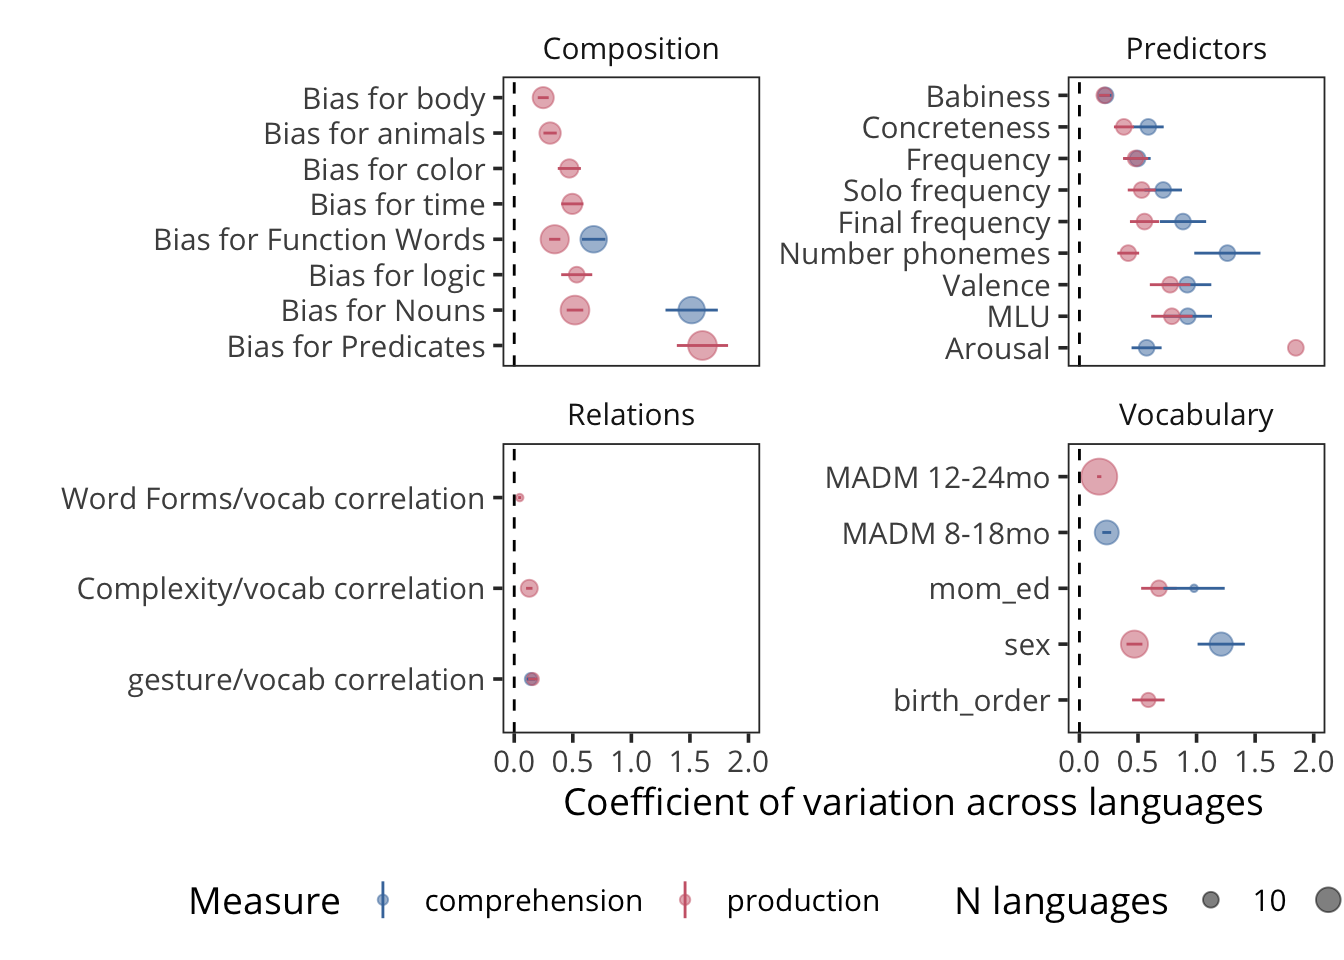 Composition
Bias for body
Bias for animals
Bias for color
Bias for time
Bias for Function Words
Bias for logic
Bias for Nouns
Bias for Predicates
Predictors
Babiness
Concreteness
Frequency
Solo frequency
Final frequency
Number phonemes
Valence
MLU
Arousal
Relations
Word Forms/vocab correlation
Complexity/vocab correlation
gesture/vocab correlation
0.0 0.5 1.0 1.5 2.0
Vocabulary
MADM 12-24mo
MADM 8-18mo
mom_ed
sex
birth_order
0.0 0.5 1.0 1.5 2.0
Coefficient of variation across languages
Measure comprehension production N languages 10